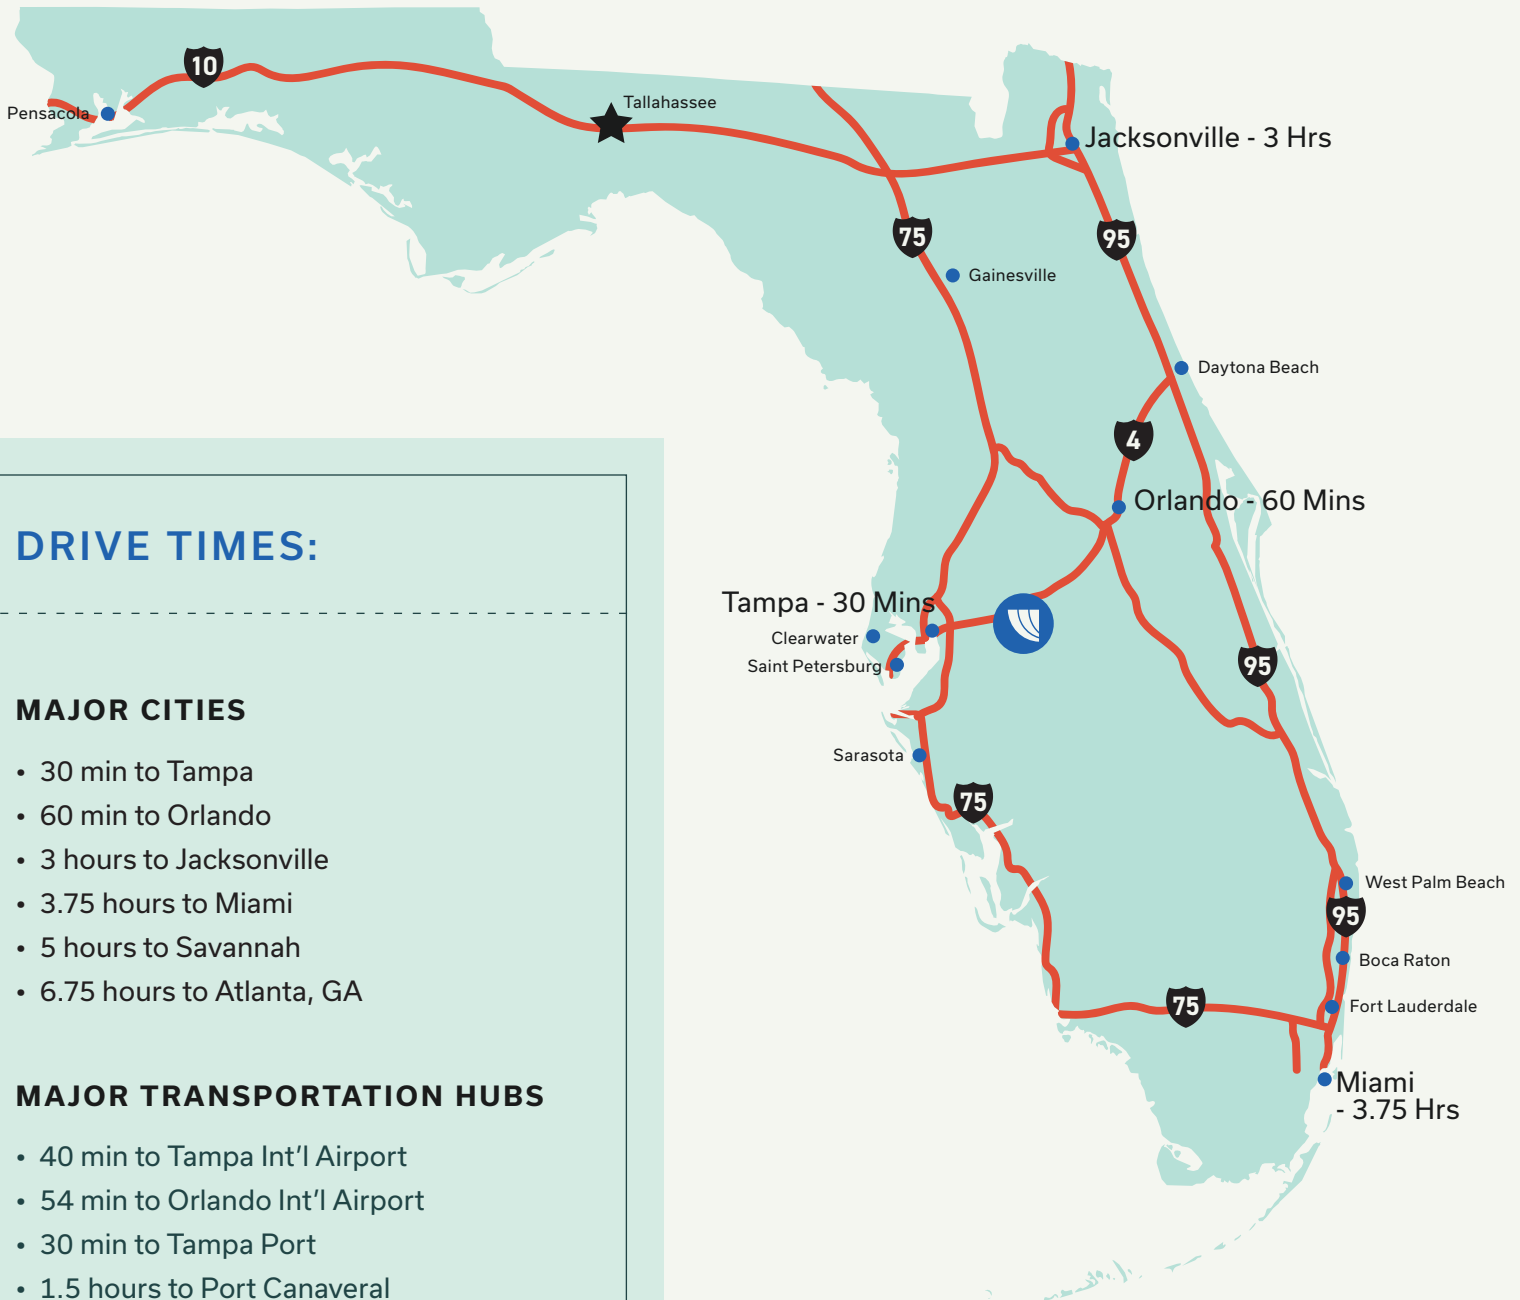 10
Pensacola
Tallahassee
Jacksonville - 3 Hrs
75
95
Gainesville
Daytona Beach
4
Orlando - 60 Mins
Tampa - 30 Mins
Clearwater
Saint Petersburg
95
Sarasota
75
West Palm Beach
95
Boca Raton
75
Fort Lauderdale
Miami
- 3.75 Hrs
DRIVE TIMES:
MAJOR CITIES
• 30 min to Tampa
• 60 min to Orlando
• 3 hours to Jacksonville
• 3.75 hours to Miami
• 5 hours to Savannah
• 6.75 hours to Atlanta, GA
MAJOR TRANSPORTATION HUBS
• 40 min to Tampa Int’l Airport
• 54 min to Orlando Int’l Airport
• 30 min to Tampa Port
• 1.5 hours to Port Canaveral